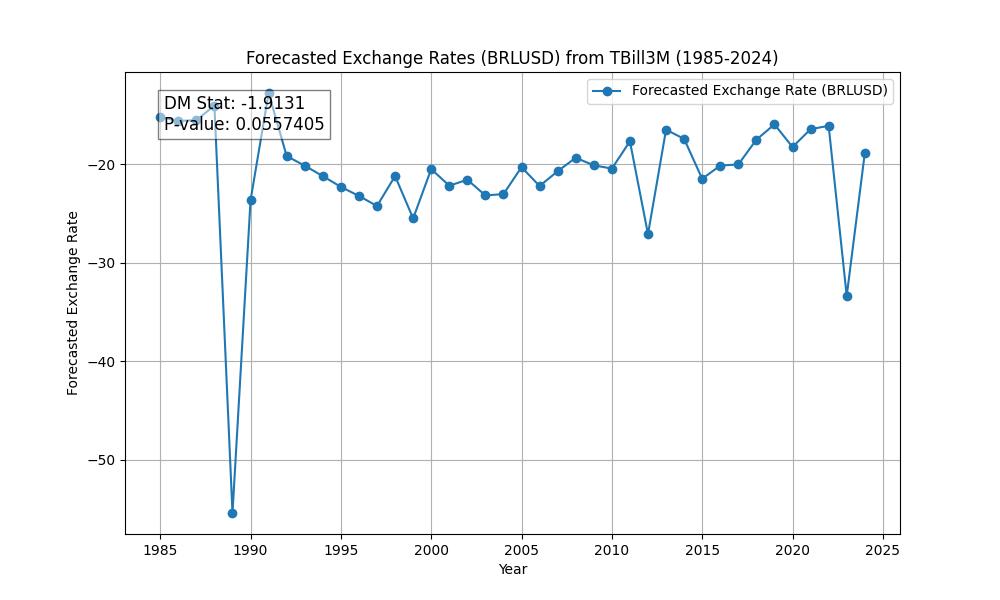 Forecasted Exchange Rates (BRLUSD) from TBill3M (1985-2024)
Forecasted Exchange Rate (BRLUSD)
DM Stat: -1.9131
P-value: 0.0557405
Forecasted Exchange Rate
−20
−30
−40
−50
1985 1990 1995 2000 2005 2010 2015 2020 2025
Year